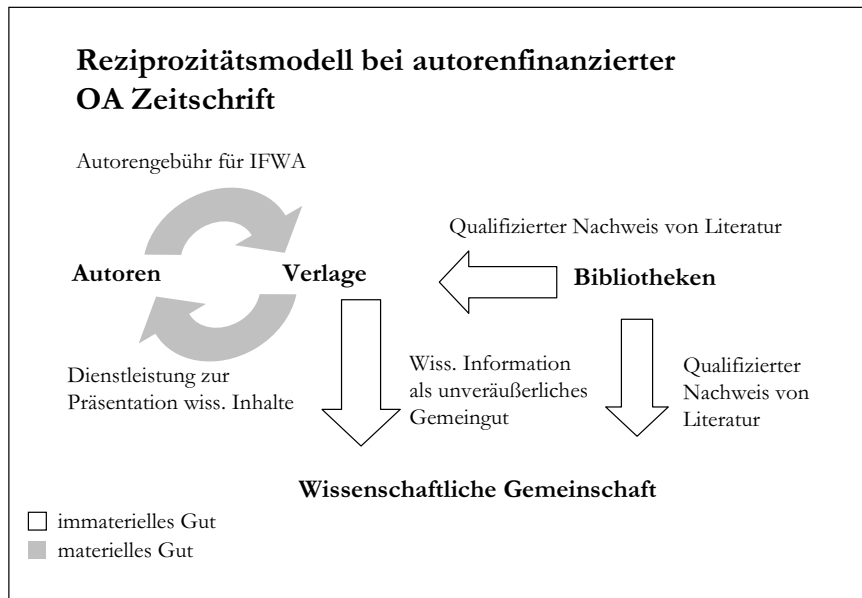 Reziprozitätsmodell bei autorenfinanzierter
OA Zeitschrift
Autorengebühr für IFWA
Qualifizierter Nachweis von Literatur
Autoren
Verlage
Bibliotheken
Dienstleistung zur
Präsentation wiss. Inhalte
Wiss. Information
als unveräußerliches
Gemeingut
Qualifizierter
Nachweis von
Literatur
Wissenschaftliche Gemeinschaft
immaterielles Gut
materielles Gut